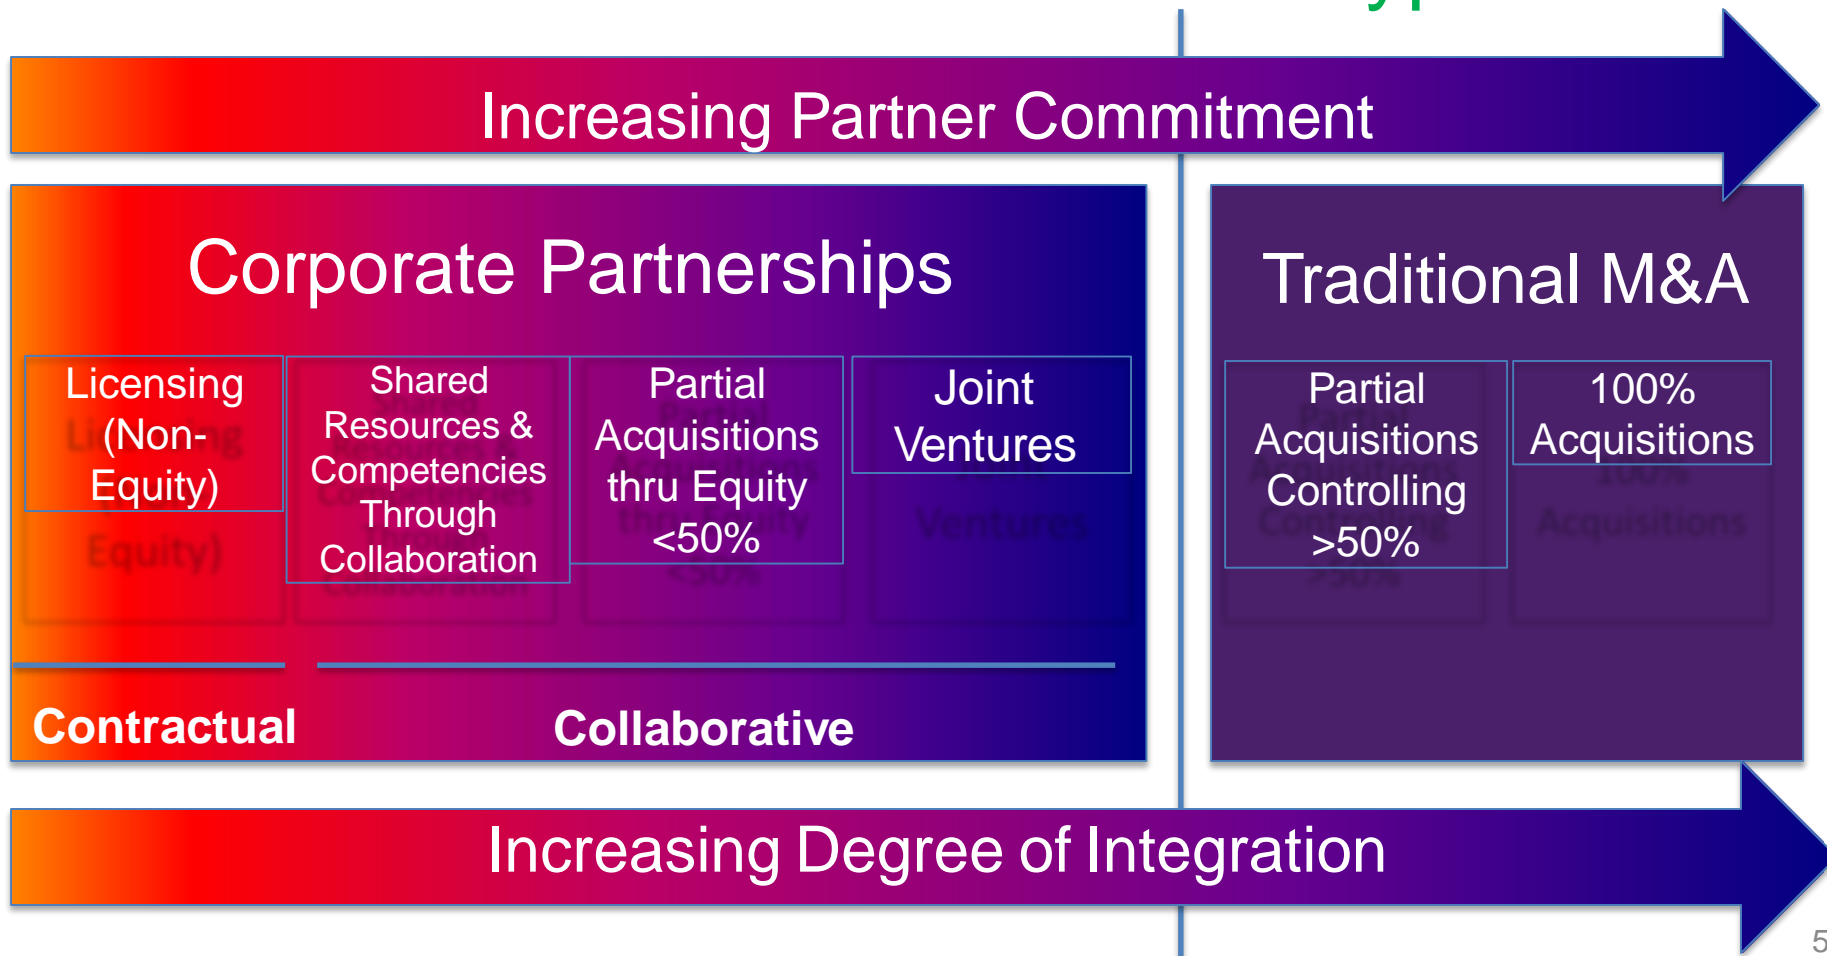 Increasing Partner Commitment
Corporate Partnerships
Licensing
(Non-
Equity)
Shared
Resources &
Competencies
Through
Collaboration
Partial
Acquisitions
thru Equity
<50%
Joint
Ventures
Contractual
Collaborative
Traditional M&A
Partial
Acquisitions
Controlling
>50%
100%
Acquisitions
Increasing Degree of Integration
5